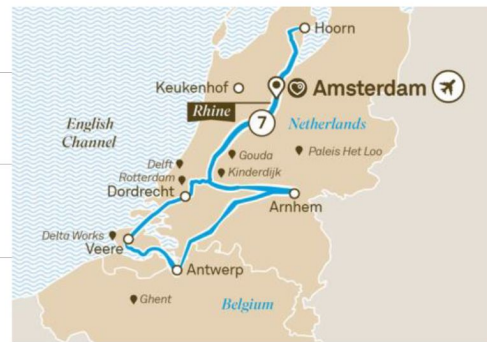 Hoorn
Keukenhof
Amsterdam
Rhine
7
English
Channel
Netherlands
Gouda
Paleis Het Loo
Delft
Kinderdijk
Rotterdam
Dordrecht
Arnhem
Delta Works
Veere
Antwerp
Ghent
Belgium